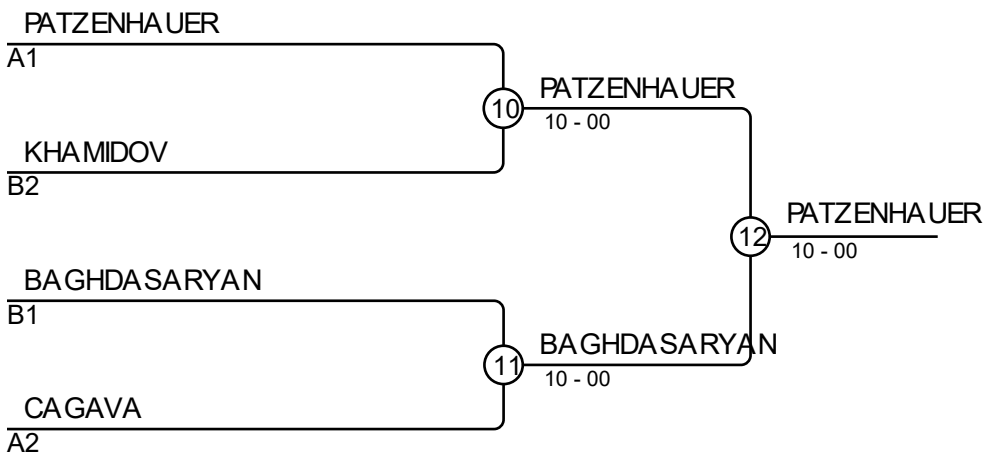 PATZENHAUER
A1
10
PATZENHAUER
10 - 00
KHAMIDOV
B2
12
PATZENHAUER
10 - 00
BAGHDASARYAN
B1
11
BAGHDASARYAN
10 - 00
CAGAVA
A2